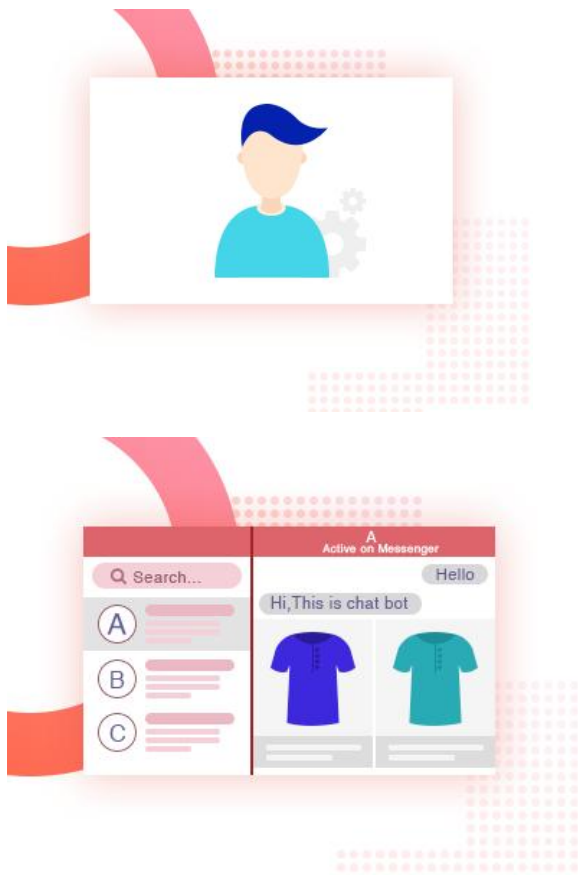 A
Active on Messenger
Search...
Hello
Hi,This is chat bot
A
B
C